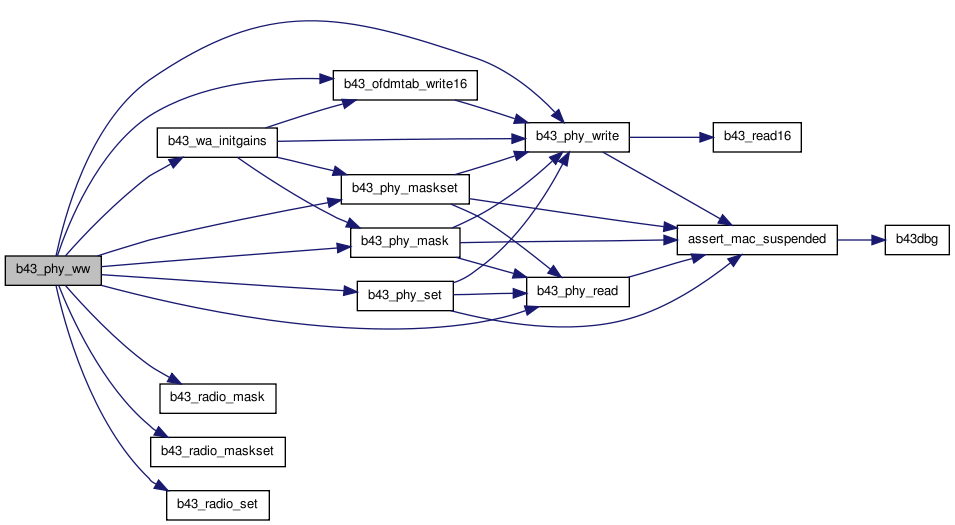 b43_ofdmtab_write16
b43_wa_initgains
b43_phy_write
b43_read16
b43_phy_maskset
b43_phy_mask
assert_mac_suspended
b43dbg
b43_phy_ww
b43_phy_set
b43_phy_read
b43_radio_mask
b43_radio_maskset
b43_radio_set